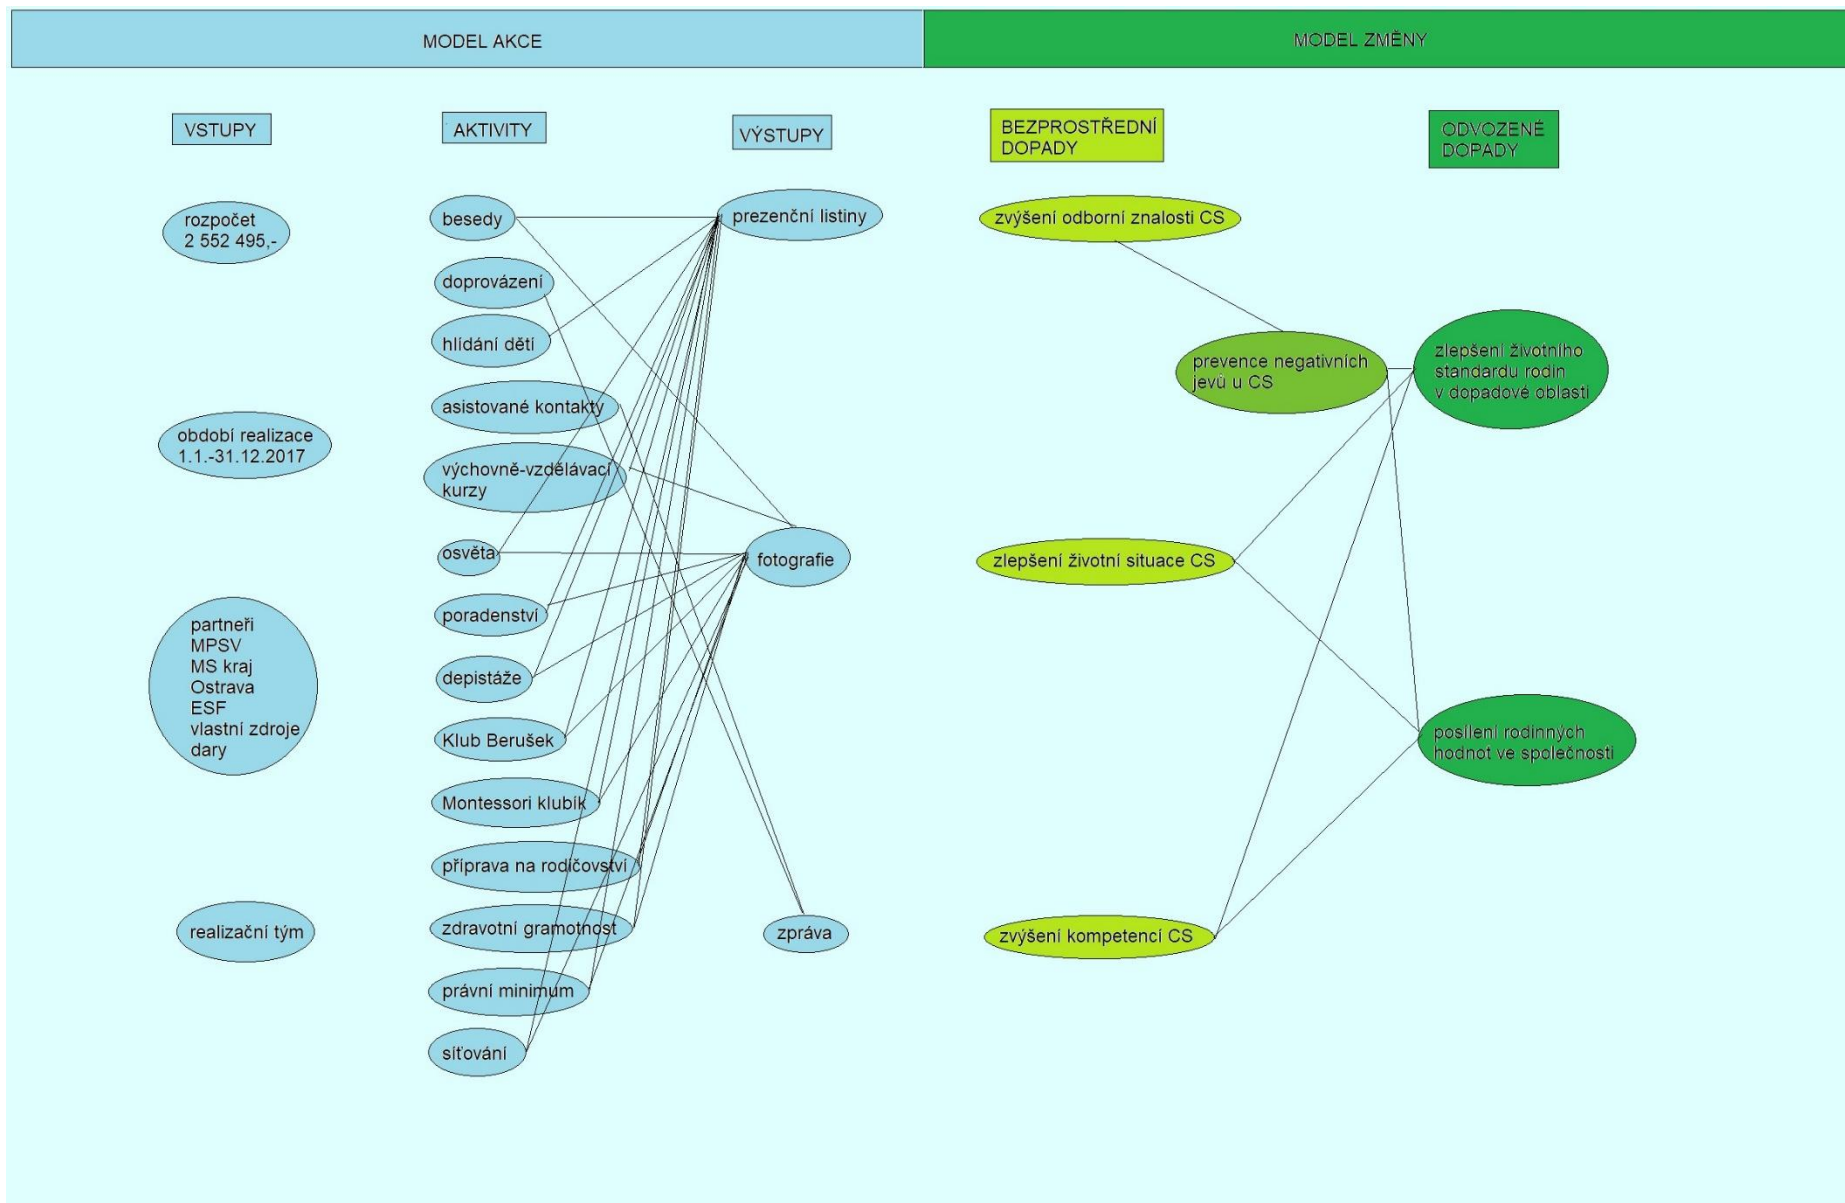 MODEL AKCE
MODEL ZMĚNY
VSTUPY
AKTIVITY
VÝSTUPY
BEZPROSTŘEDNÍ
DOPADY
ODVOZENÉ
DOPADY
rozpočet
2 552 495,-
období realizace
1.1.-31.12.2017
partneři
MPSV
MS kraj
Ostrava
ESF
vlastní zdroje
dary
realizační tým
besedy
doprovázení
hlídání dětí
asistované kontakty
výchovně-vzdělávací
kurzy
osvěta
poradenství
depistáže
Klub Berušek
Montessori klubík
příprava na rodičovství
zdravotní gramotnost
právní minimum
síťování
prezenční listiny
fotografie
zpráva
zvýšení odborní znalosti CS
prevence negativních
jevů u CS
zlepšení životní situace CS
zvýšení kompetencí CS
zlepšení životního
standardu rodin
v dopadové oblasti
posílení rodinných
hodnot ve společnosti